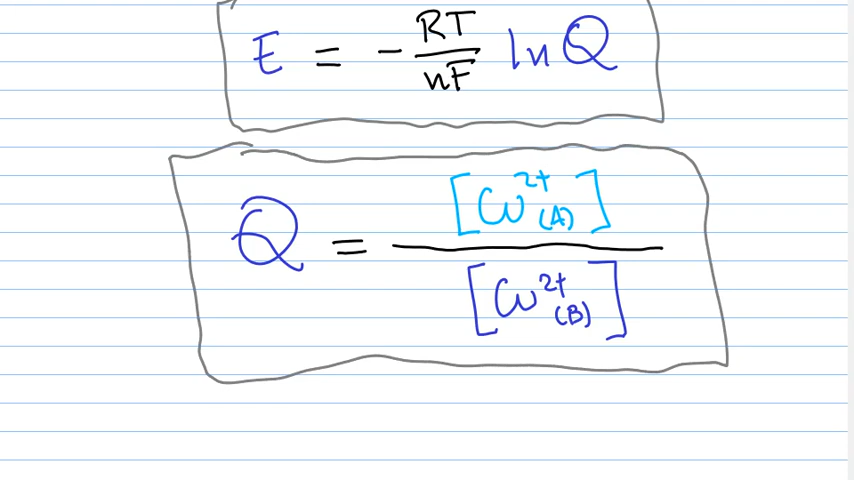 E = - RT/nF ln Q
Q = [Cu²⁺(A)] / [Cu²⁺(B)]